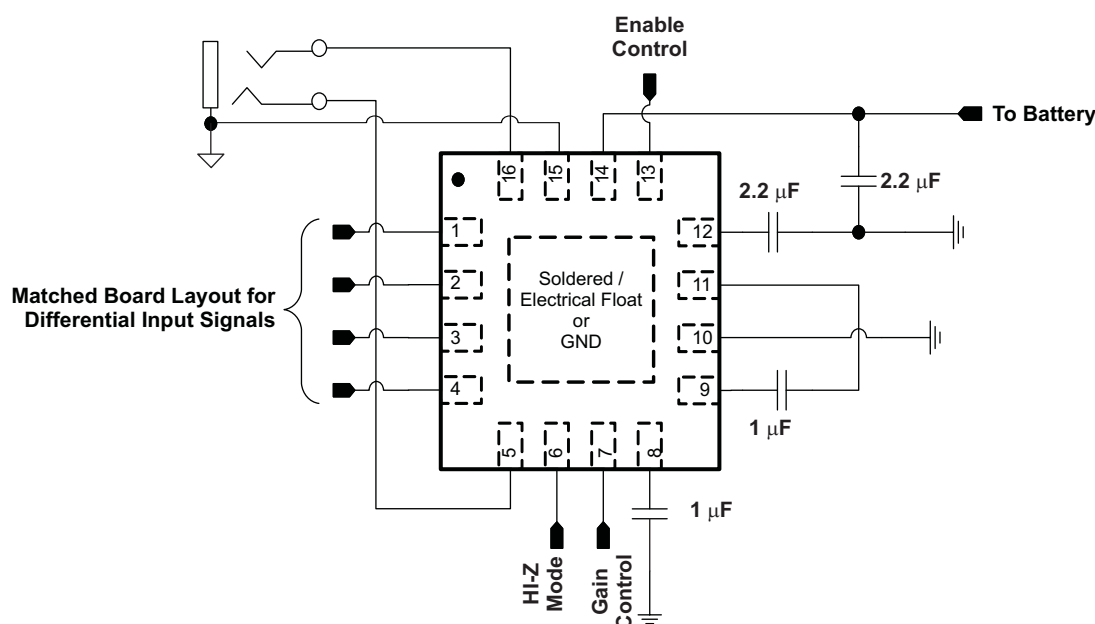 Enable
Control
To Battery
16
15
14
13
2.2 μF
2.2 μF
1
12
2
11
3
10
4
9
Soldered /
Electrical Float
or
GND
Matched Board Layout for
Differential Input Signals
1 μF
5
6
7
8
1 μF
HI-Z
Mode
Gain
Control